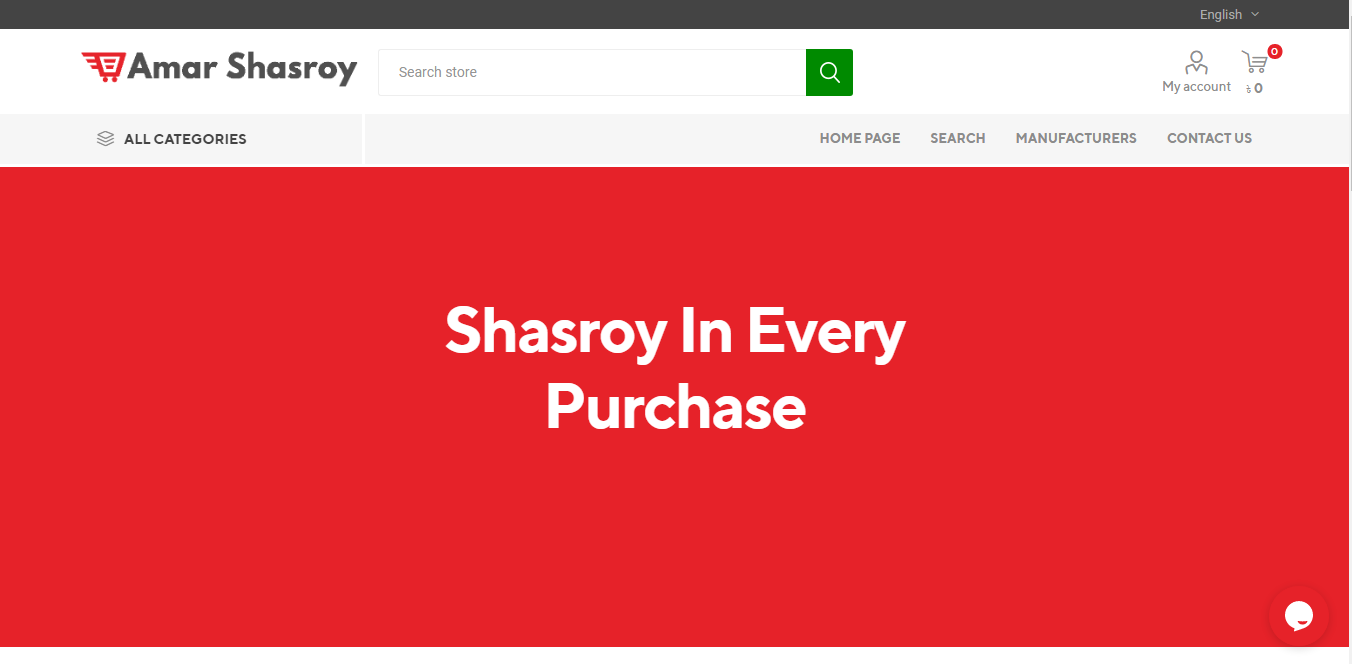 English
Amar Shasroy
Search store
0
My account
৳ 0
ALL CATEGORIES
HOME PAGE
SEARCH
MANUFACTURERS
CONTACT US
Shasroy In Every
Purchase